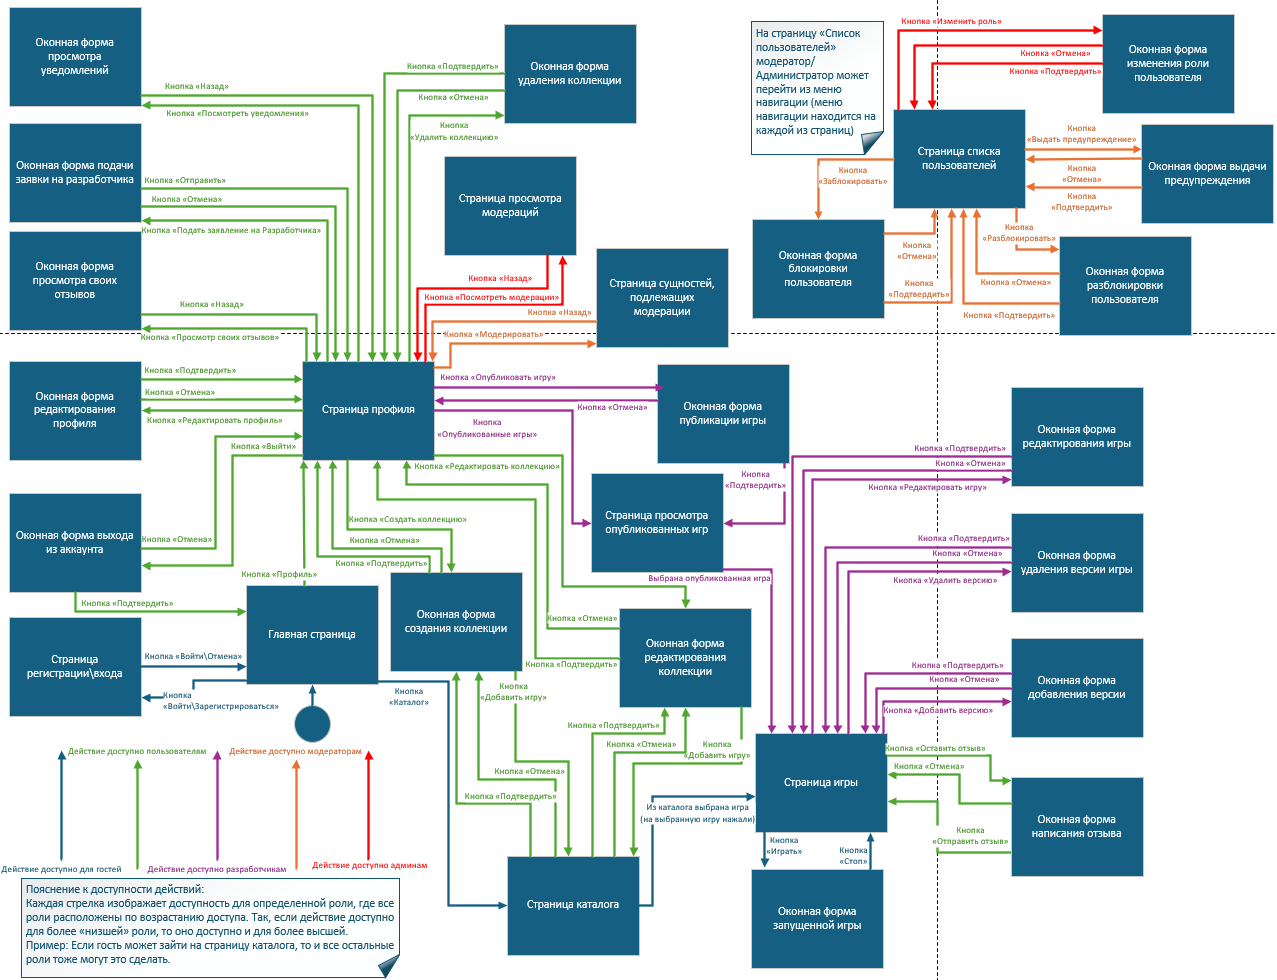 Оконная форма
просмотра
уведомлений
Кнопка «Назад»
Кнопка «Посмотреть уведомления»
Оконная форма подачи
заявки на разработчика
Кнопка «Отправить»
Кнопка «Отмена»
Кнопка «Подать заявление на Разработчика»
Оконная форма
просмотра своих
отзывов
Кнопка «Назад»
Кнопка «Просмотр своих отзывов»
Кнопка «Подтвердить»
Кнопка «Отмена»
Кнопка
«Удалить коллекцию»
Оконная форма
удаления коллекции
Страница просмотра
модераций
Кнопка «Назад»
Кнопка «Посмотреть модерации»
Кнопка «Назад»
Кнопка «Модерировать»
Страница сущностей,
подлежащих
модерации
На страницу «Список
пользователей»
модератор/
Администратор может
перейти из меню
навигации (меню
навигации находится на
каждой из страниц)
Кнопка «Изменить роль»
Кнопка «Отмена»
Кнопка «Подтвердить»
Оконная форма
изменения роли
пользователя
Страница списка
пользователей
Кнопка
«Выдать предупреждение»
Кнопка
«Отмена»
Кнопка
«Подтвердить»
Оконная форма выдачи
предупреждения
Кнопка
«Заблокировать»
Оконная форма
блокировки
пользователя
Кнопка
«Отмена»
Кнопка
«Подтвердить»
Кнопка
«Разблокировать»
Кнопка «Отмена»
Кнопка «Подтвердить»
Оконная форма
разблокировки
пользователя
Оконная форма
редактирования
профиля
Кнопка «Подтвердить»
Кнопка «Отмена»
Кнопка «Редактировать профиль»
Кнопка «Выйти»
Страница профиля
Кнопка «Опубликовать игру»
Кнопка «Отмена»
Кнопка
«Опубликованные игры»
Кнопка «Редактировать коллекцию»
Оконная форма
публикации игры
Кнопка
«Подтвердить»
Страница просмотра
опубликованных игр
Выбрана опубликованная игра
Оконная форма
редактирования игры
Кнопка «Подтвердить»
Кнопка «Отмена»
Кнопка «Редактировать игру»
Оконная форма выхода
из аккаунта
Кнопка «Отмена»
Кнопка «Подтвердить»
Кнопка «Профиль»
Кнопка «Создать коллекцию»
Кнопка «Отмена»
Кнопка «Подтвердить»
Кнопка «Подтвердить»
Кнопка «Отмена»
Кнопка «Удалить версию»
Оконная форма
удаления версии игры
Главная страница
Оконная форма
создания коллекции
Кнопка «Отмена»
Кнопка «Подтвердить»
Оконная форма
редактирования
коллекции
Страница
регистрации\входа
Кнопка «Войти\Отмена»
Кнопка
«Войти\Зарегистрироваться»
Кнопка
«Каталог»
Кнопка
«Добавить игру»
Кнопка «Подтвердить»
Кнопка «Отмена»
Кнопка
«Добавить игру»
Кнопка «Отмена»
Кнопка «Подтвердить»
Кнопка «Подтвердить»
Кнопка «Отмена»
Кнопка «Добавить версию»
Оконная форма
добавления версии
Страница игры
Кнопка «Оставить отзыв»
Кнопка «Отмена»
Кнопка
«Отправить отзыв»
Оконная форма
написания отзыва
Из каталога выбрана игра
(на выбранную игру нажали)
Кнопка
«Играть»
Кнопка
«Стоп»
Оконная форма
запущенной игры
Страница каталога
Действие доступно пользователям
Действие доступно модераторам
Действие доступно для гостей
Действие доступно разработчикам
Действие доступно админам
Пояснение к доступности действий:
Каждая стрелка изображает доступность для определенной роли, где все
роли расположены по возрастанию доступа. Так, если действие доступно
для более «низшей» роли, то оно доступно и для более высшей.
Пример: Если гость может зайти на страницу каталога, то и все остальные
роли тоже могут это сделать.